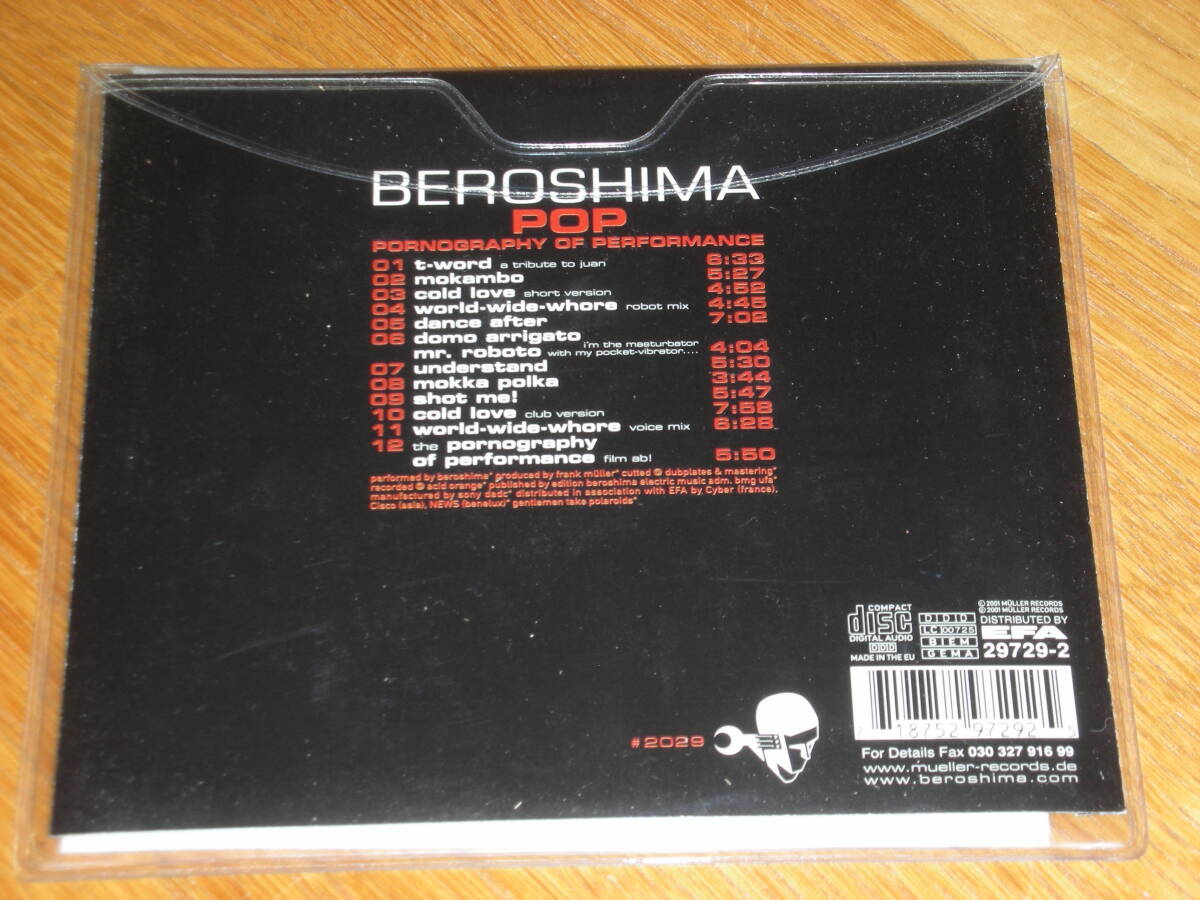 BEROSHIMA
POP
PORNOGRAPHY OF PERFORMANCE
01 t-word a tribute to juan 6:33
02 mokambo 5:27
03 cold love short version 4:52
04 world-wide-whore robot mix 4:45
05 dance after 7:02
06 domo arrigato i'm the masturbator
mr. roboto with my pocket-vibrator.... 4:04
07 understand 5:30
08 mokka polka 3:44
09 shot me! 5:47
10 cold love club version 7:58
11 world-wide-whore voice mix 6:28
12 the pornography
of performance film ab! 5:50
performed by beroshima* produced by frank müller* cutted @ dubplates & mastering*
recorded @ acid orange* published by edition beroshima electric music adm. bmg ufa*
manufactured by sony dadc* distributed in association with EFA by Cyber (france),
Cisco (asia), NEWS (benelux)* gentlemen take polaroids*
COMPACT
disc
DIGITAL AUDIO
DDD
MADE IN THE EU
DDD
LC 00725
BIEM
GEMA
℗ 2001 MÜLLER RECORDS
© 2001 MÜLLER RECORDS
DISTRIBUTED BY
EFA
29729-2
7 18752 97292 5
#2029
For Details Fax 030 327 916 99
www.mueller-records.de
www.beroshima.com